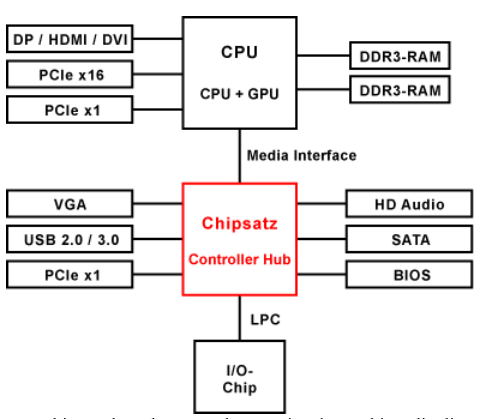 DP / HDMI / DVI
PCIe x16
PCIe x1
CPU
CPU + GPU
DDR3-RAM
DDR3-RAM
Media Interface
VGA
USB 2.0 / 3.0
PCIe x1
Chipsatz
Controller Hub
HD Audio
SATA
BIOS
LPC
I/O-
Chip